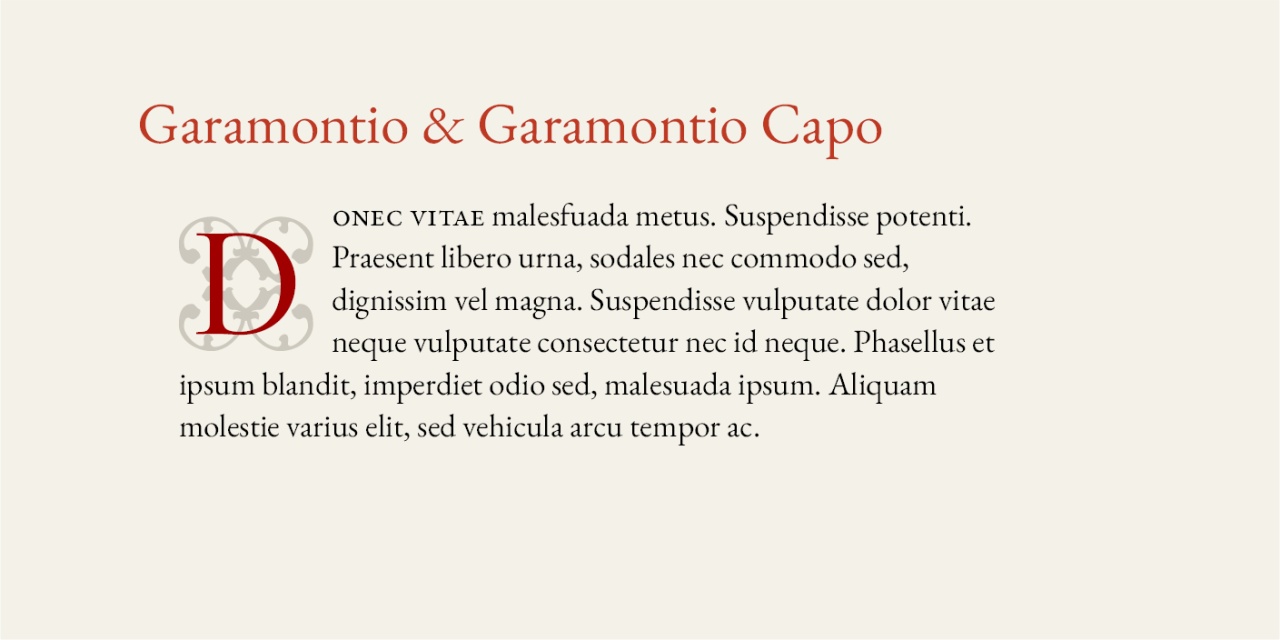 Garamontio & Garamontio Capo
DONEC VITAE malesfuada metus. Suspendisse potenti.
Praesent libero urna, sodales nec commodo sed,
dignissim vel magna. Suspendisse vulputate dolor vitae
neque vulputate consectetur nec id neque. Phasellus et
ipsum blandit, imperdiet odio sed, malesuada ipsum. Aliquam
molestie varius elit, sed vehicula arcu tempor ac.